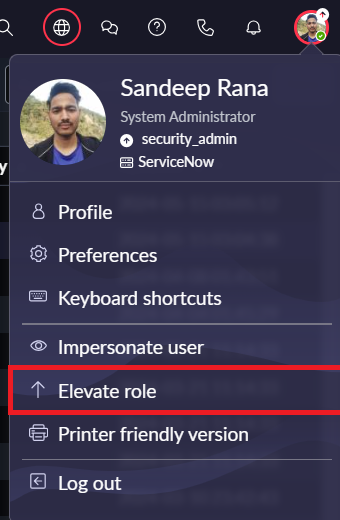 Sandeep Rana
System Administrator
security_admin
ServiceNow
Profile
Preferences
Keyboard shortcuts
Impersonate user
Elevate role
Printer friendly version
Log out